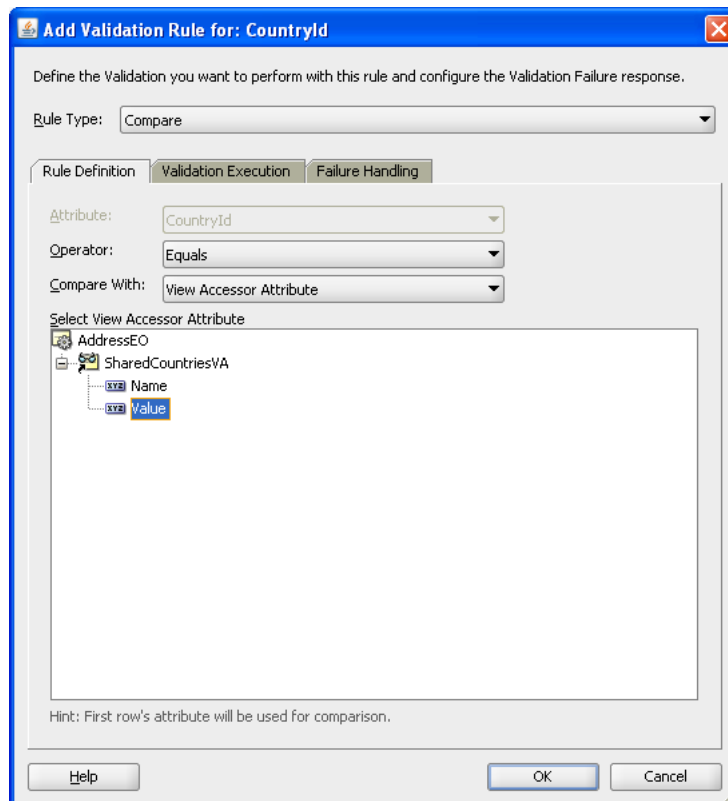 Add Validation Rule for: CountryId
Define the Validation you want to perform with this rule and configure the Validation Failure response.
Rule Type: Compare
Rule Definition Validation Execution Failure Handling
Attribute: CountryId
Operator: Equals
Compare With: View Accessor Attribute
Select View Accessor Attribute
AddressEO
SharedCountriesVA
XYZ Name
XYZ Value
Hint: First row's attribute will be used for comparison.
Help OK Cancel